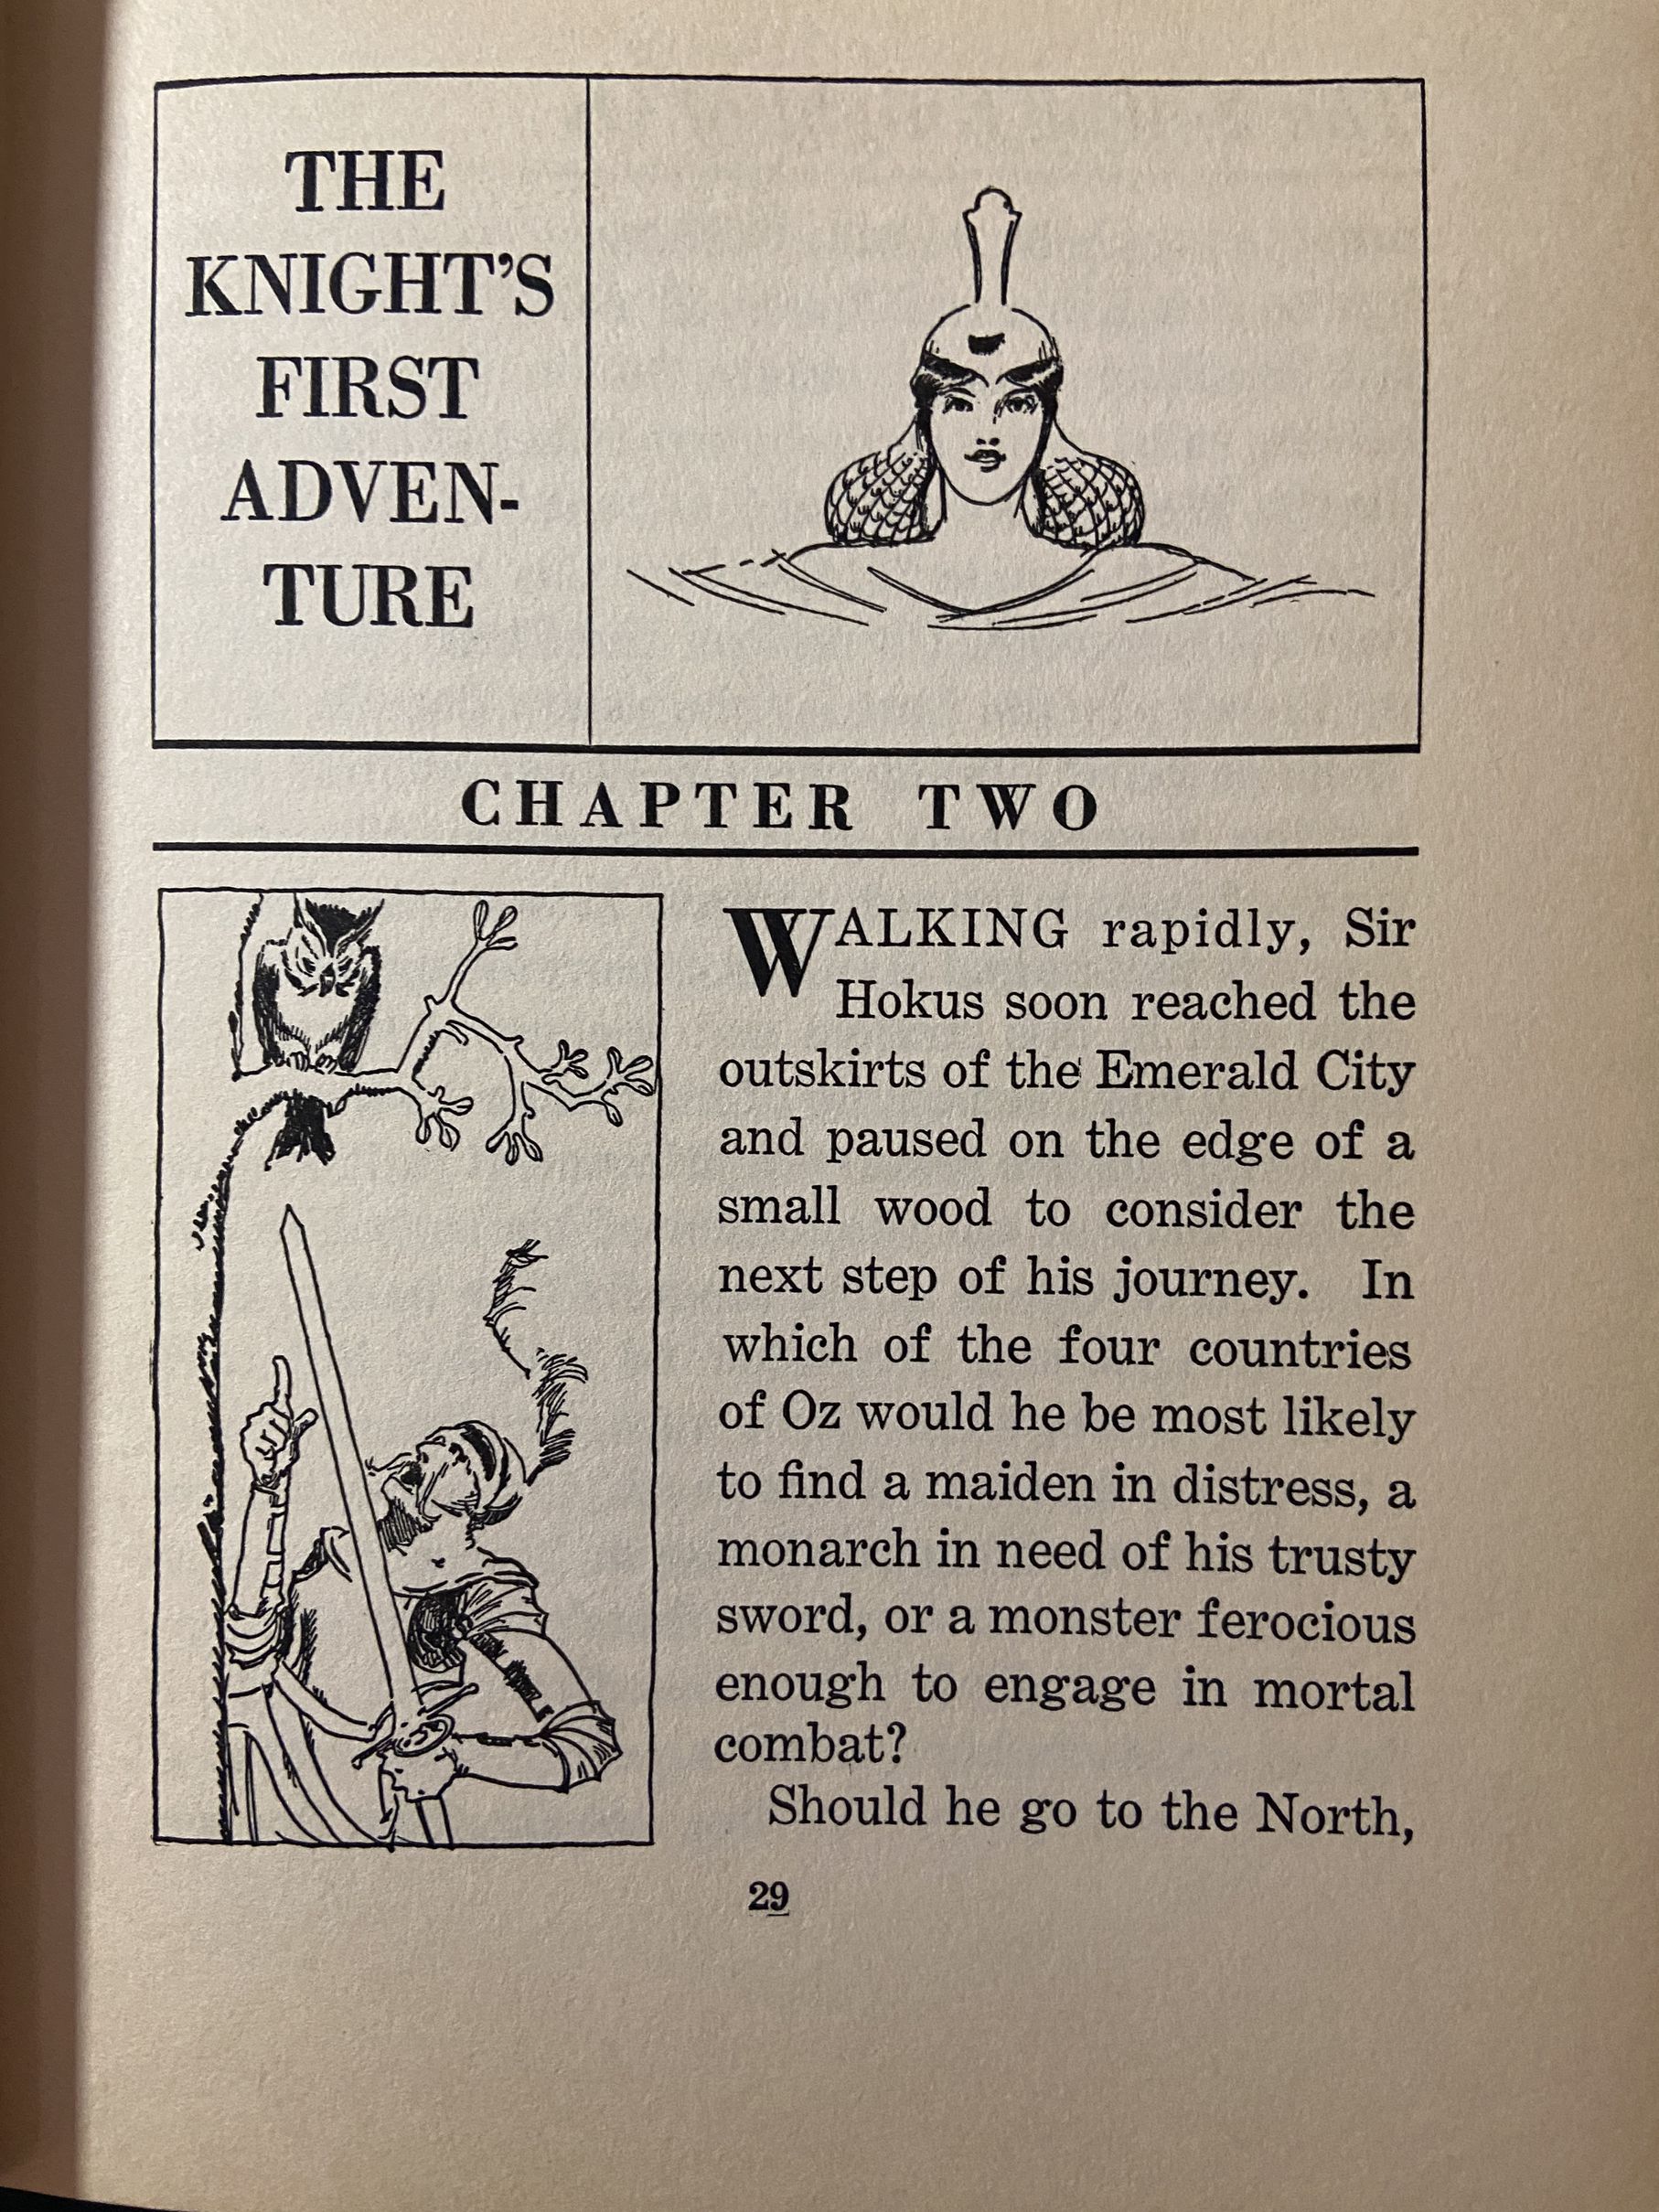 THE
KNIGHT'S
FIRST
ADVEN-
TURE
CHAPTER TWO
WALKING rapidly, Sir
Hokus soon reached the
outskirts of the Emerald City
and paused on the edge of a
small wood to consider the
next step of his journey. In
which of the four countries
of Oz would he be most likely
to find a maiden in distress, a
monarch in need of his trusty
sword, or a monster ferocious
enough to engage in mortal
combat?
Should he go to the North,
29